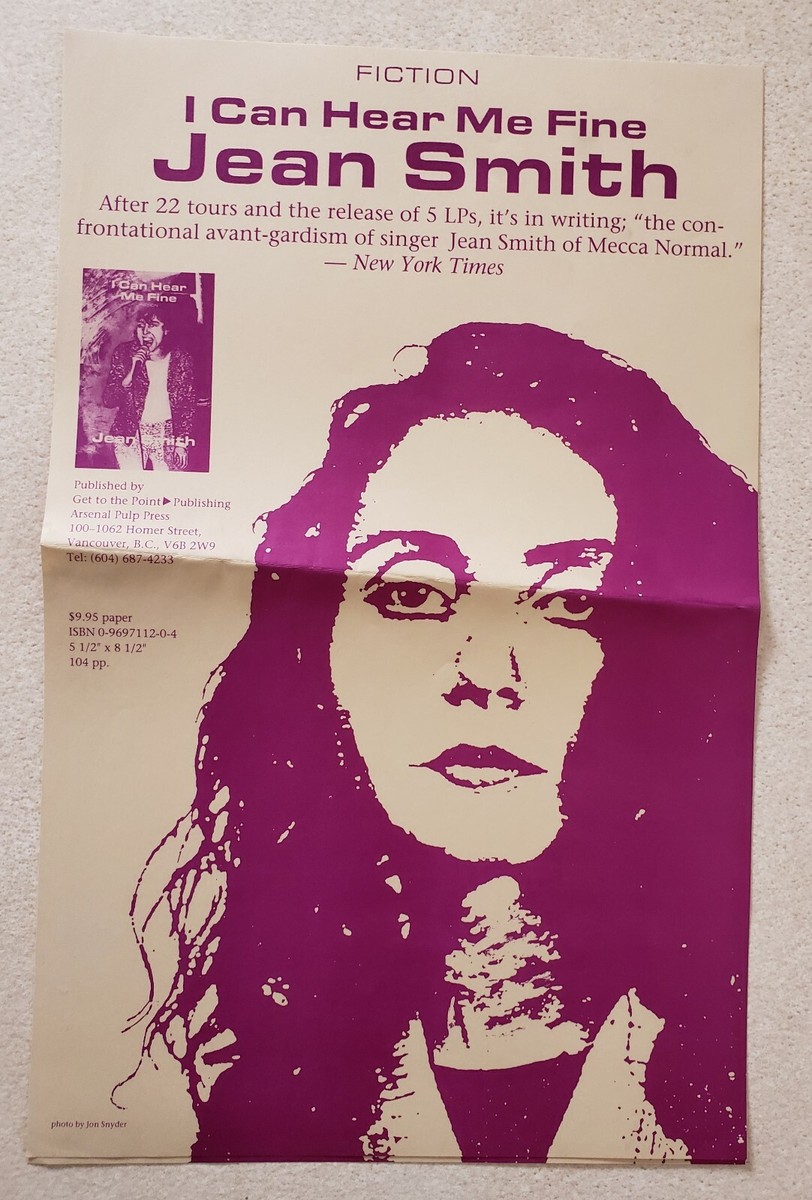 FICTION
I Can Hear Me Fine
Jean Smith
After 22 tours and the release of 5 LPs, it's in writing; “the con-
frontational avant-gardism of singer Jean Smith of Mecca Normal.”
— New York Times
I Can Hear
Me Fine
Jean Smith
Published by
Get to the Point▶Publishing
Arsenal Pulp Press
100–1062 Homer Street,
Vancouver, B.C., V6B 2W9
Tel: (604) 687-4233
$9.95 paper
ISBN 0-9697112-0-4
5 1/2" x 8 1/2"
104 pp.
photo by Jon Snyder